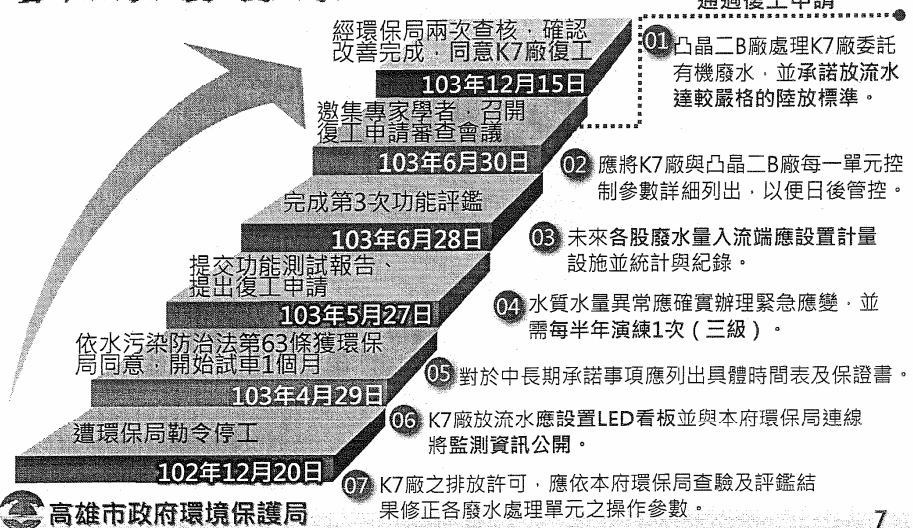 通過復工申請
經環保局兩次查核，確認
改善完成，同意K7廠復工
103年12月15日
邀集專家學者，召開
復工申請審查會議
103年6月30日
完成第3次功能評鑑
103年6月28日
提交功能測試報告、
提出復工申請
103年5月27日
依水污染防治法第63條獲環保
局同意，開始試車1個月
103年4月29日
遭環保局勒令停工
102年12月20日
01 凸晶二B廠處理K7廠委託
有機廢水，並承諾放流水
達較嚴格的陸放標準。
02 應將K7廠與凸晶二B廠每一單元控
制參數詳細列出，以便日後管控。
03 未來各股廢水量入流端應設置計量
設施並統計與紀錄。
04 水質水量異常應確實辦理緊急應變，並
需每半年演練1次（三級）。
05 對於中長期承諾事項應列出具體時間表及保證書。
06 K7廠放流水應設置LED看板並與本府環保局連線
將監測資訊公開。
07 K7廠之排放許可，應依本府環保局查驗及評鑑結
果修正各廢水處理單元之操作參數。
高雄市政府環境保護局
7